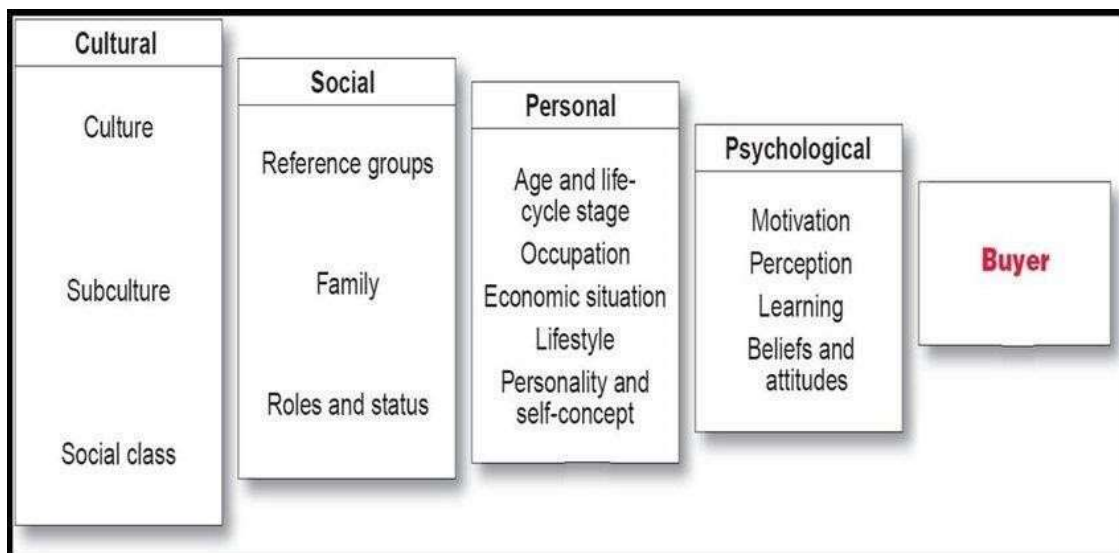 Cultural
Culture
Subculture
Social class
Social
Reference groups
Family
Roles and status
Personal
Age and life-
cycle stage
Occupation
Economic situation
Lifestyle
Personality and
self-concept
Psychological
Motivation
Perception
Learning
Beliefs and
attitudes
Buyer